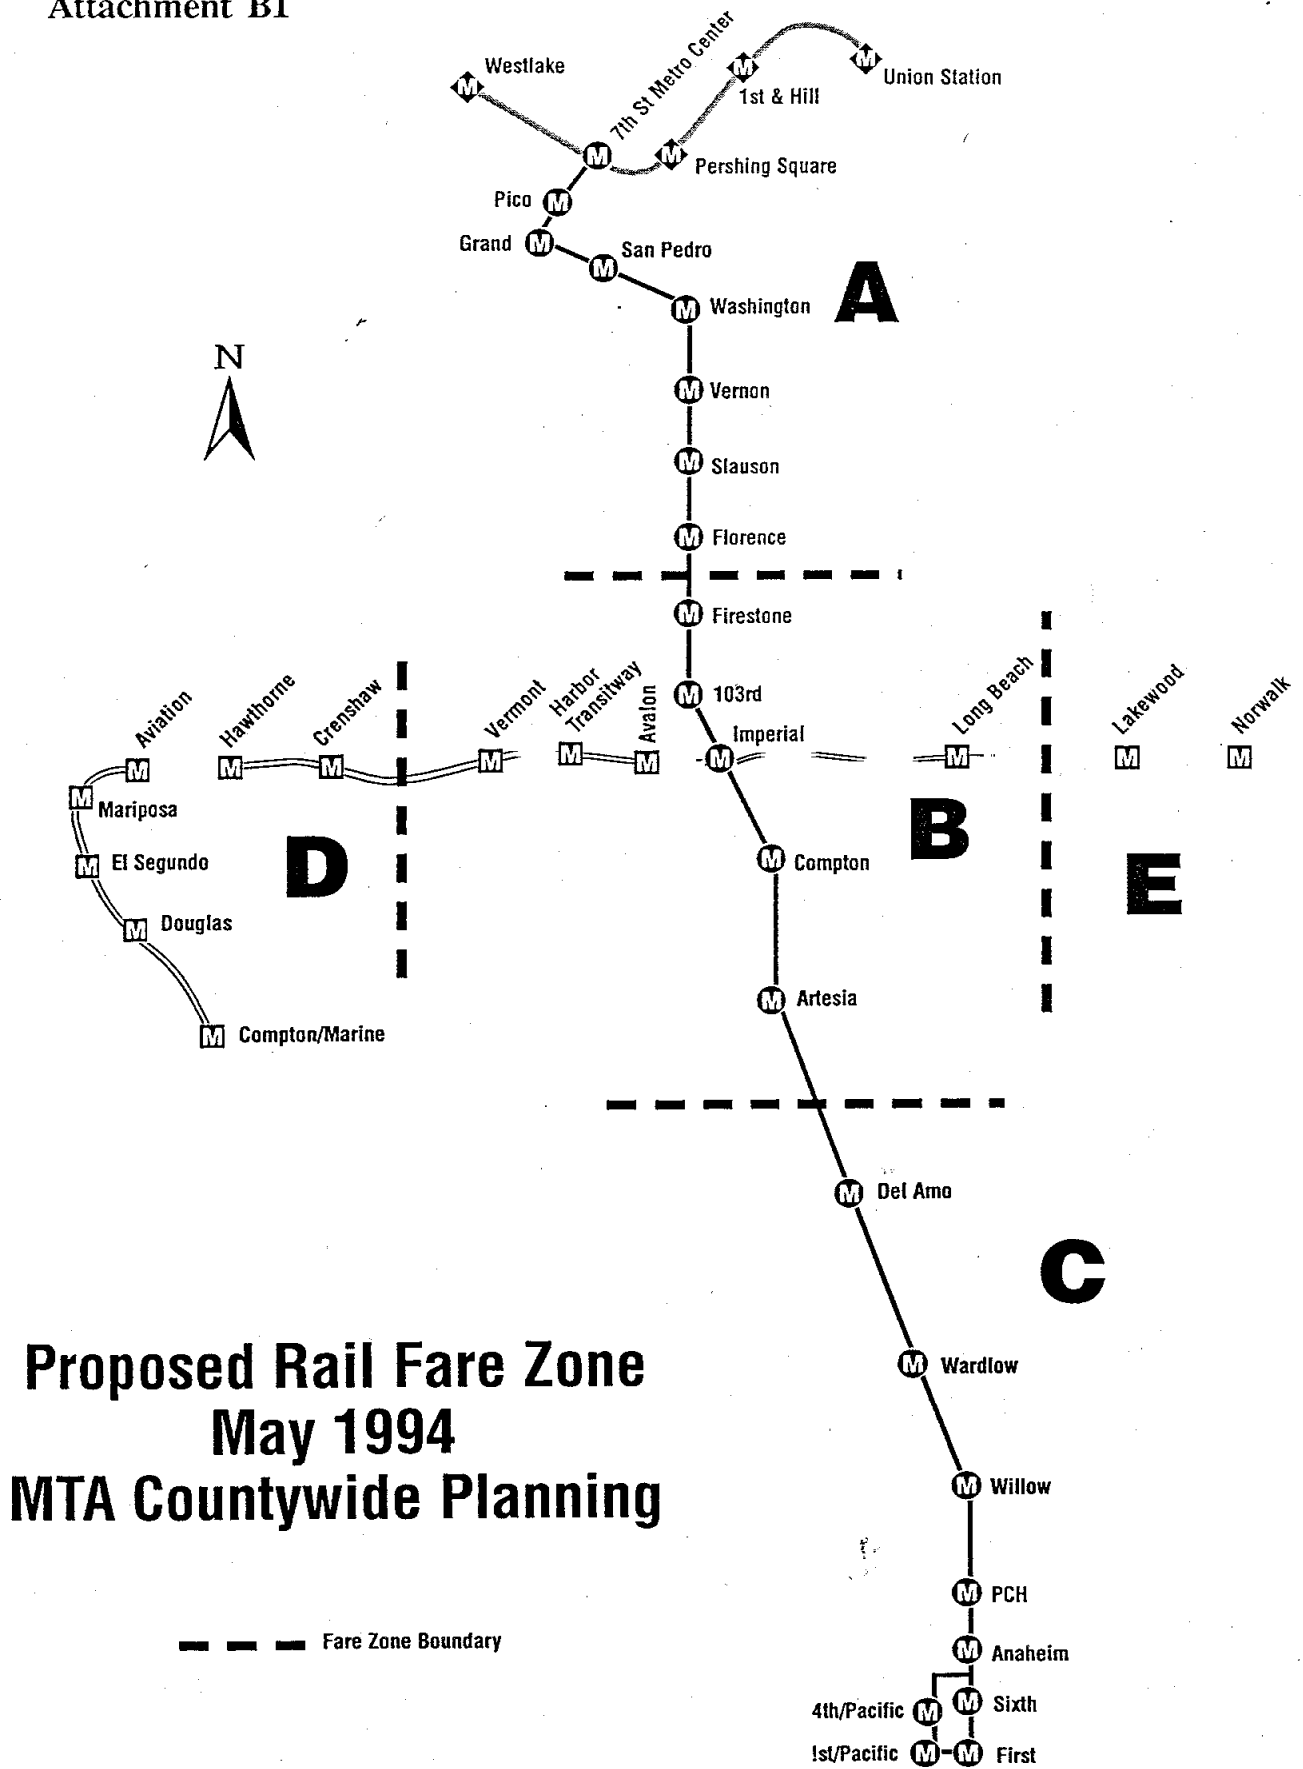 Attachment B1
Westlake
7th St Metro Center
1st & Hill
Union Station
Pershing Square
Pico
Grand
San Pedro
Washington
A
N
Vernon
Slauson
Florence
Firestone
103rd
Imperial
Aviation
Hawthorne
Crenshaw
Vermont
Harbor
Transitway
Avalon
Long Beach
Lakewood
Norwalk
Mariposa
El Segundo
Douglas
Compton/Marine
D
B
E
Compton
Artesia
Del Amo
C
Wardlow
Willow
PCH
Anaheim
Sixth
4th/Pacific
!st/Pacific
First
Proposed Rail Fare Zone
May 1994
MTA Countywide Planning
Fare Zone Boundary